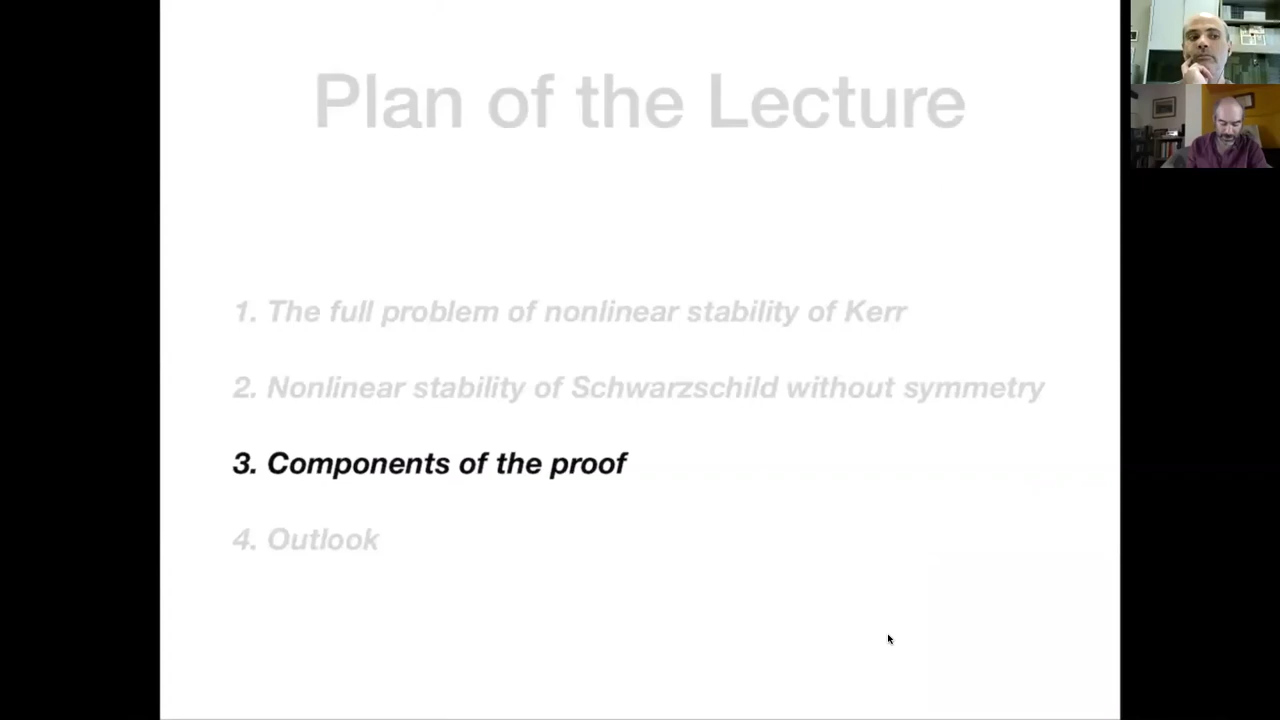 Plan of the Lecture
1. The full problem of nonlinear stability of Kerr
2. Nonlinear stability of Schwarzschild without symmetry
3. Components of the proof
4. Outlook